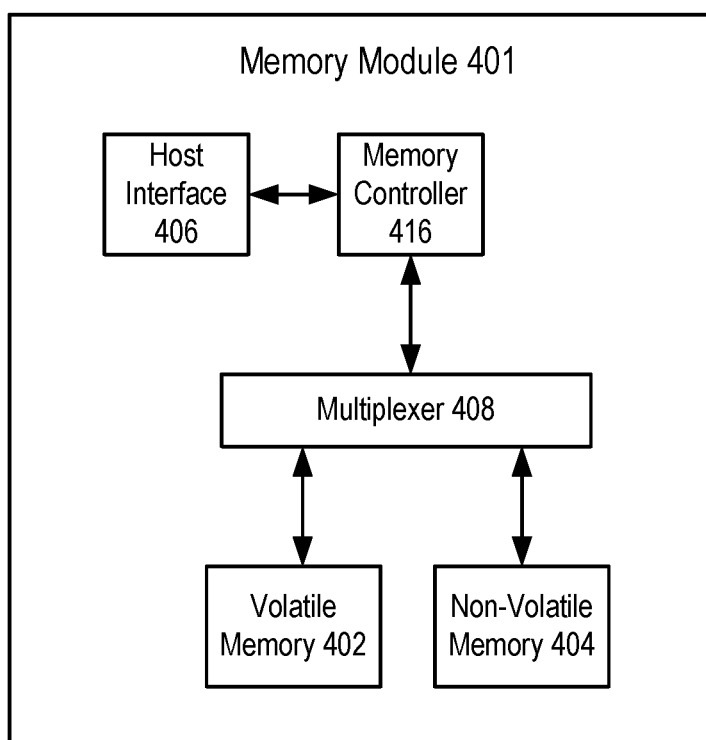 Memory Module 401
Host
Interface
406
Memory
Controller
416
Multiplexer 408
Volatile
Memory 402
Non-Volatile
Memory 404